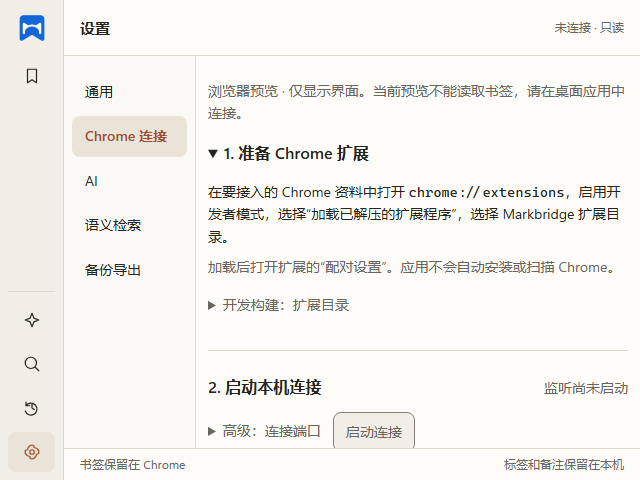 设置
未连接 · 只读
通用
Chrome 连接
AI
语义检索
备份导出
浏览器预览 · 仅显示界面。当前预览不能读取书签，请在桌面应用中
连接。
▼ 1. 准备 Chrome 扩展
在要接入的 Chrome 资料中打开 chrome://extensions，启用开
发者模式，选择“加载已解压的扩展程序”，选择 Markbridge 扩展目
录。
加载后打开扩展的“配对设置”。应用不会自动安装或扫描 Chrome。
▶ 开发构建：扩展目录
2. 启动本机连接
监听尚未启动
▶ 高级：连接端口
启动连接
书签保留在 Chrome
标签和备注保留在本机